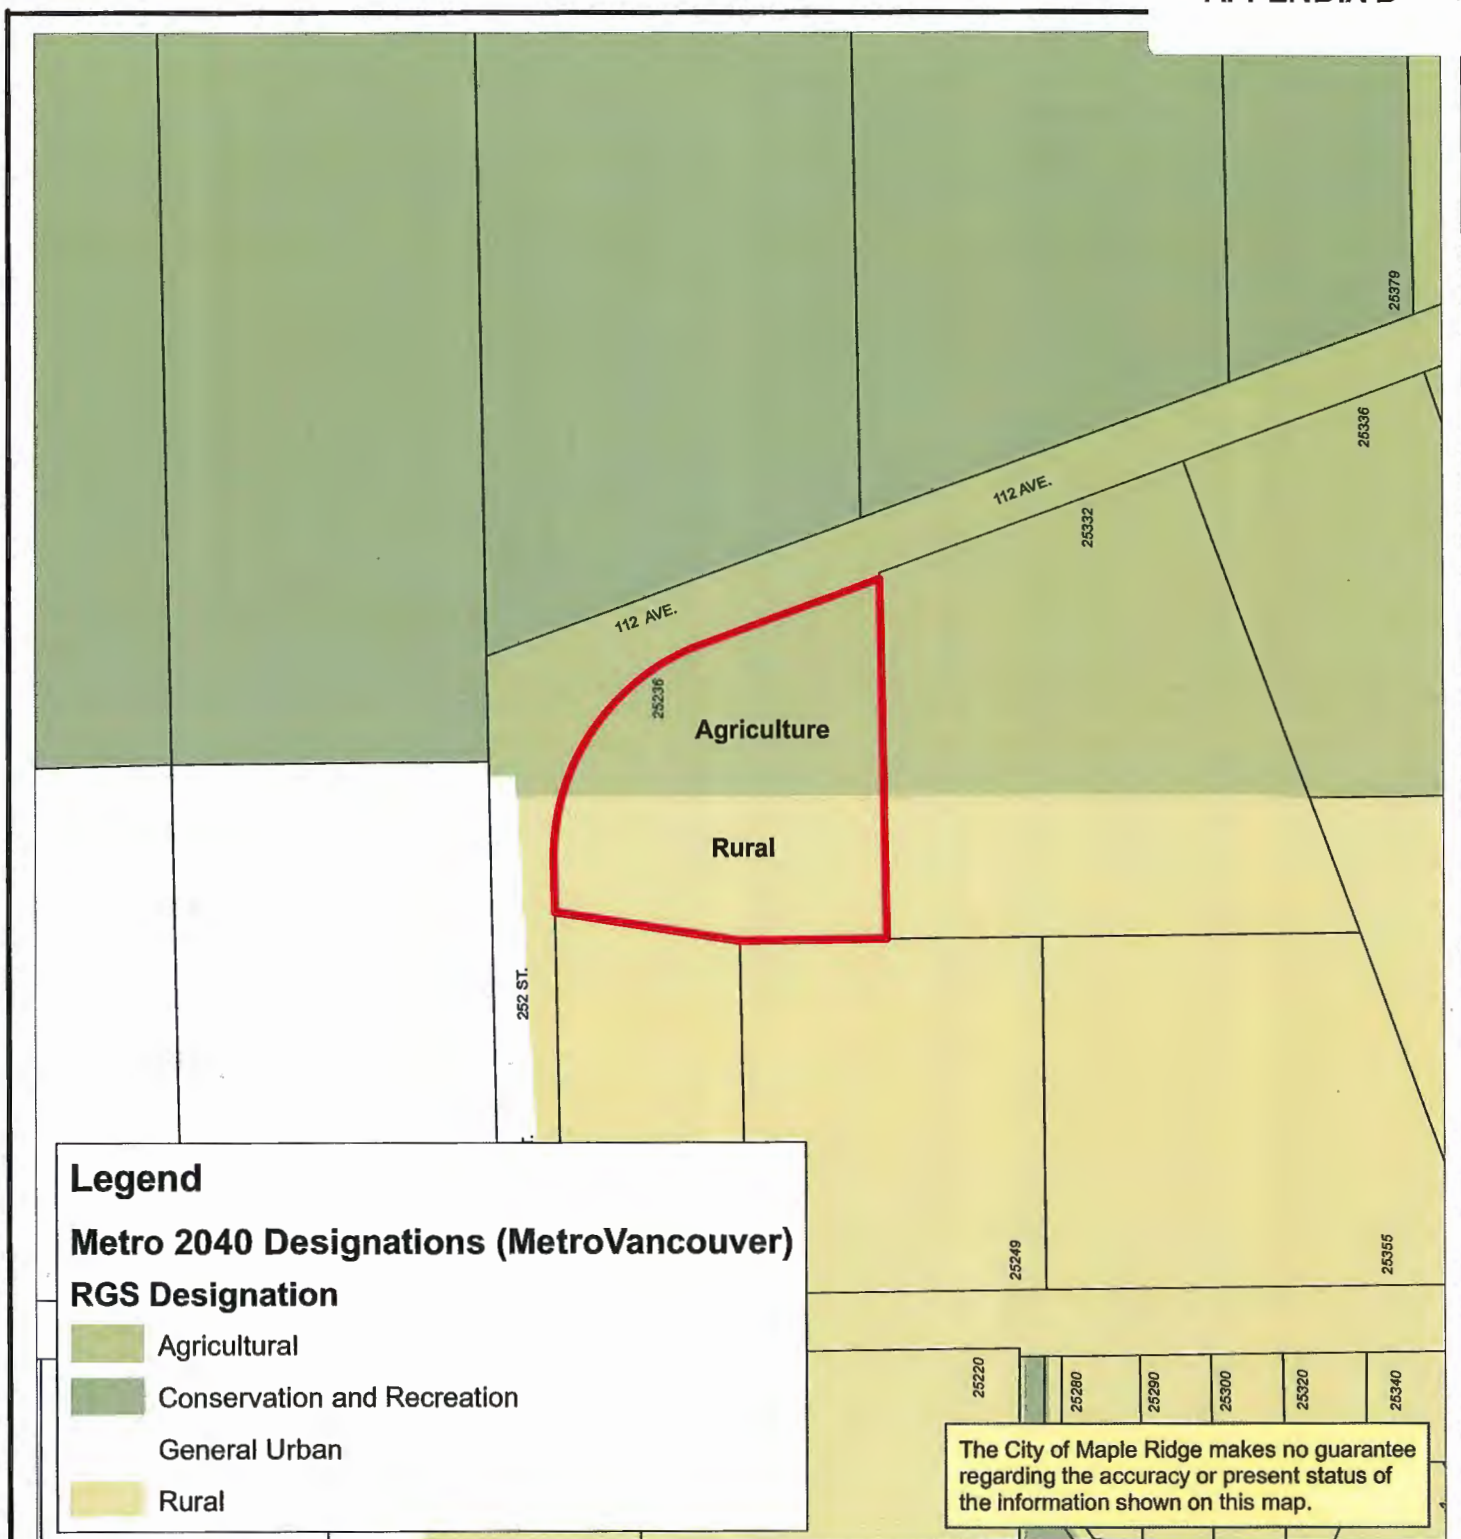 25379
25336
112 AVE.
25332
112 AVE.
25236
Agriculture
Rural
252 ST.
Legend
Metro 2040 Designations (MetroVancouver)
RGS Designation
Agricultural
Conservation and Recreation
General Urban
Rural
25249
25355
25220
25280
25290
25300
25320
25340
The City of Maple Ridge makes no guarantee
regarding the accuracy or present status of
the information shown on this map.